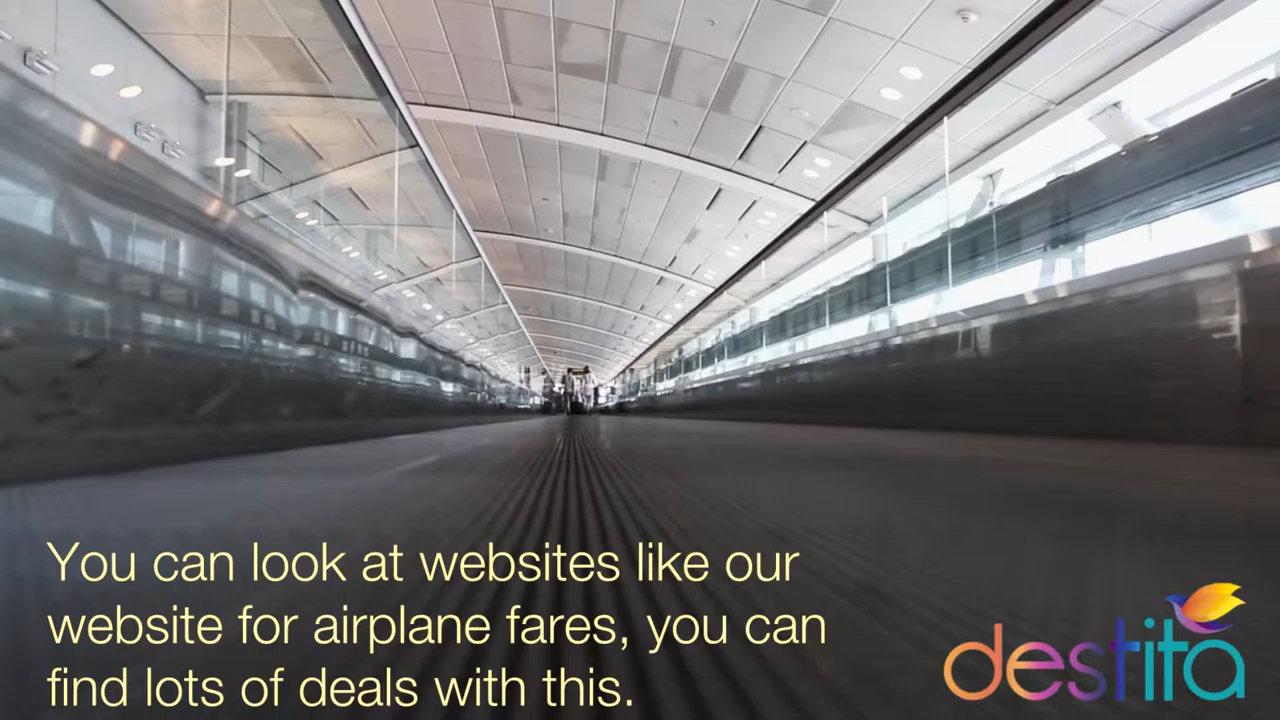 You can look at websites like our
website for airplane fares, you can
find lots of deals with this.
destita